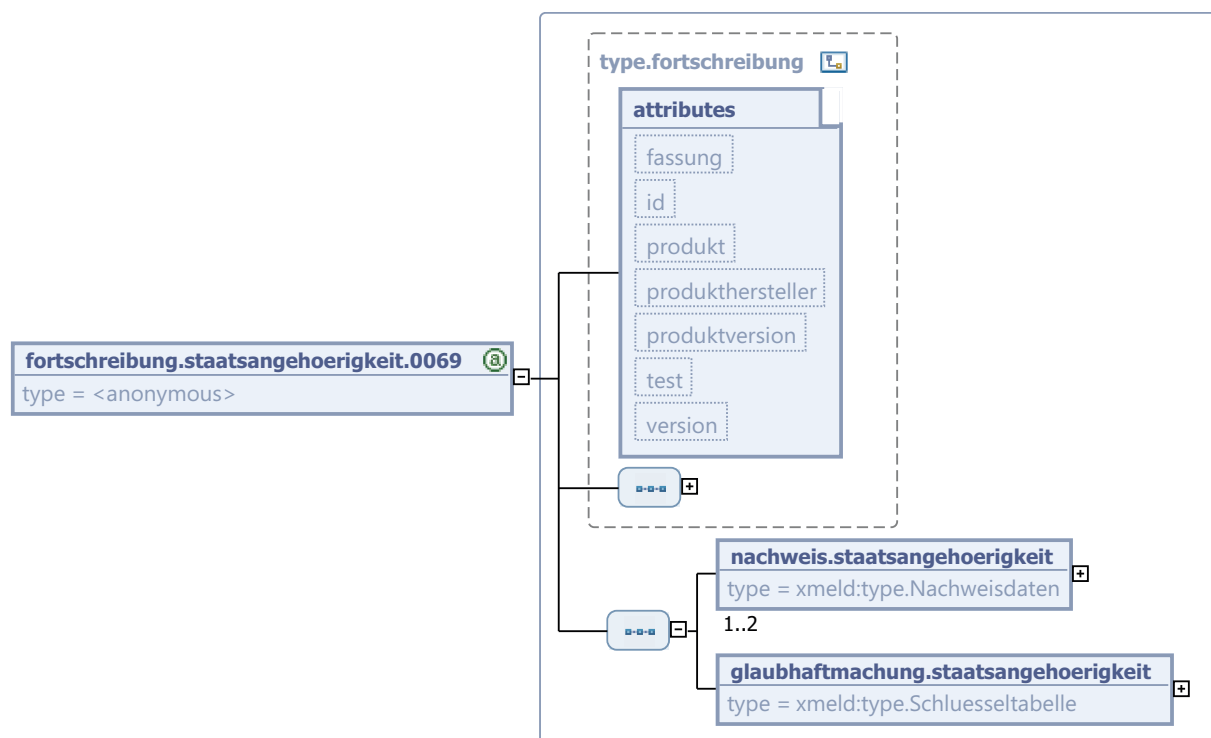 type.fortschreibung
attributes
fassung
id
produkt
produkthersteller
produktversion
test
version
fortschreibung.staatsangehoerigkeit.0069 a
type = <anonymous>
nachweis.staatsangehoerigkeit
type = xmeld:type.Nachweisdaten
1..2
glaubhaftmachung.staatsangehoerigkeit
type = xmeld:type.Schluesseltabelle